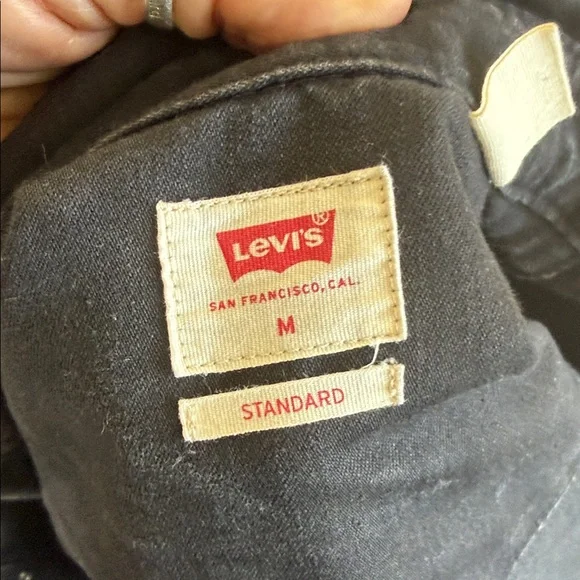 Levi's®
SAN FRANCISCO, CAL.
M
STANDARD